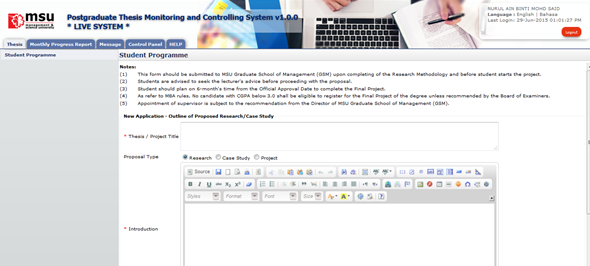 msu
management & science university
Postgraduate Thesis Monitoring and Controlling System v1.0.0
* LIVE SYSTEM *
NURUL AIN BINTI MOHD SAID
Language : English | Bahasa
Last Login: 29-Jun-2015 01:01:27 PM
Logout
Thesis
Monthly Progress Report
Message
Control Panel
HELP
Student Programme
Student Programme
Notes:
(1) This form should be submitted to MSU Graduate School of Management (GSM) upon completing of the Research Methodology and before student starts the project.
(2) Students are advised to seek the lecturer's advice before proceeding with the proposal.
(3) Student should plan on 6-month's time from the Official Approval Date to complete the Final Project.
(4) As refer to MBA rules, No candidate with CGPA below 3.0 shall be eligible to register for the Final Project of the degree unless recommended by the Board of Examiners.
(5) Appointment of supervisor is subject to the recommendation from the Director of MSU Graduate School of Management (GSM).
New Application - Outline of Proposed Research/Case Study
* Thesis / Project Title
Proposal Type
Research
Case Study
Project
Source
B I U abc x₂ x²
Styles
Format
Font
Size
* Introduction